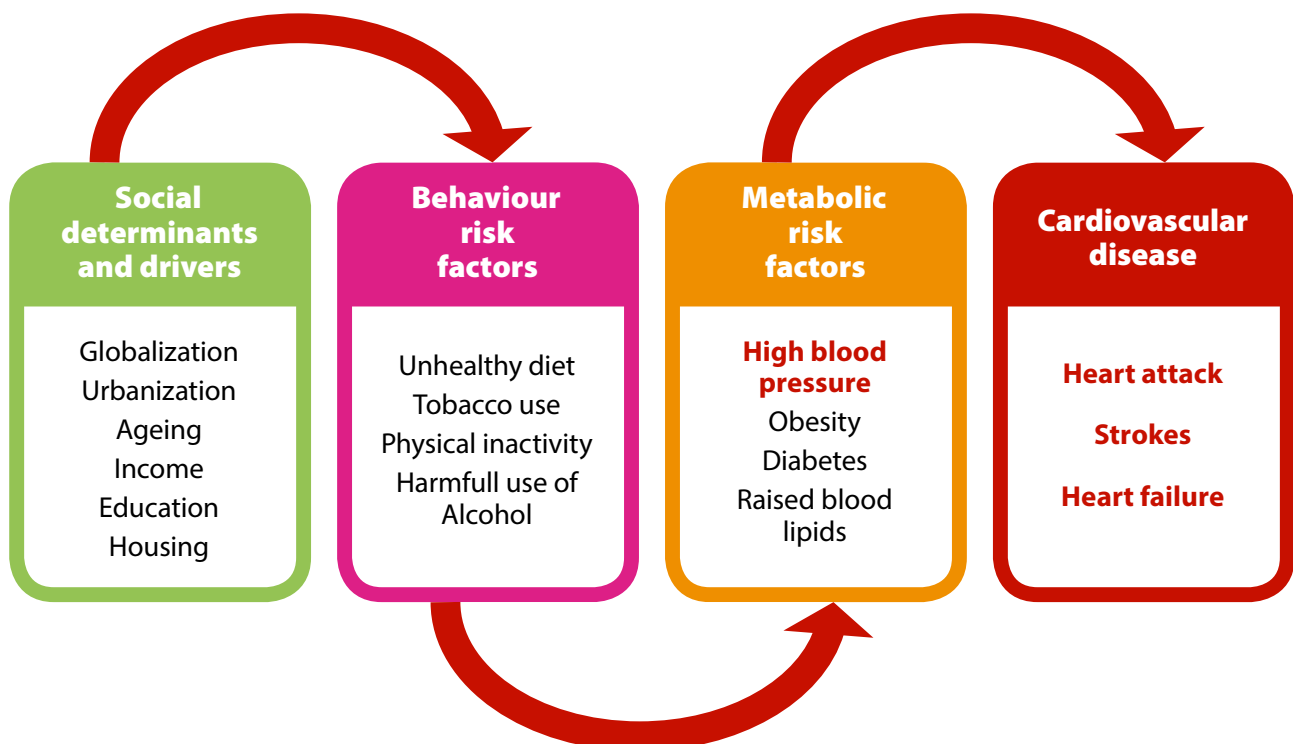 Social
determinants
and drivers
Globalization
Urbanization
Ageing
Income
Education
Housing
Behaviour
risk
factors
Unhealthy diet
Tobacco use
Physical inactivity
Harmfull use of
Alcohol
Metabolic
risk
factors
High blood
pressure
Obesity
Diabetes
Raised blood
lipids
Cardiovascular
disease
Heart attack
Strokes
Heart failure